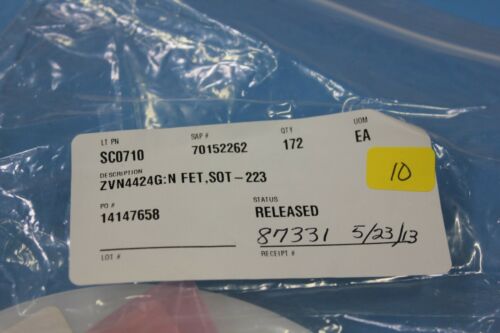 LT PN SAP # QTY UOM
SC0710 70152262 172 EA
DESCRIPTION
ZVN4424G:N FET,SOT-223
10
PO # STATUS
14147658 RELEASED
87331 5/23/13
LOT # RECEIPT #